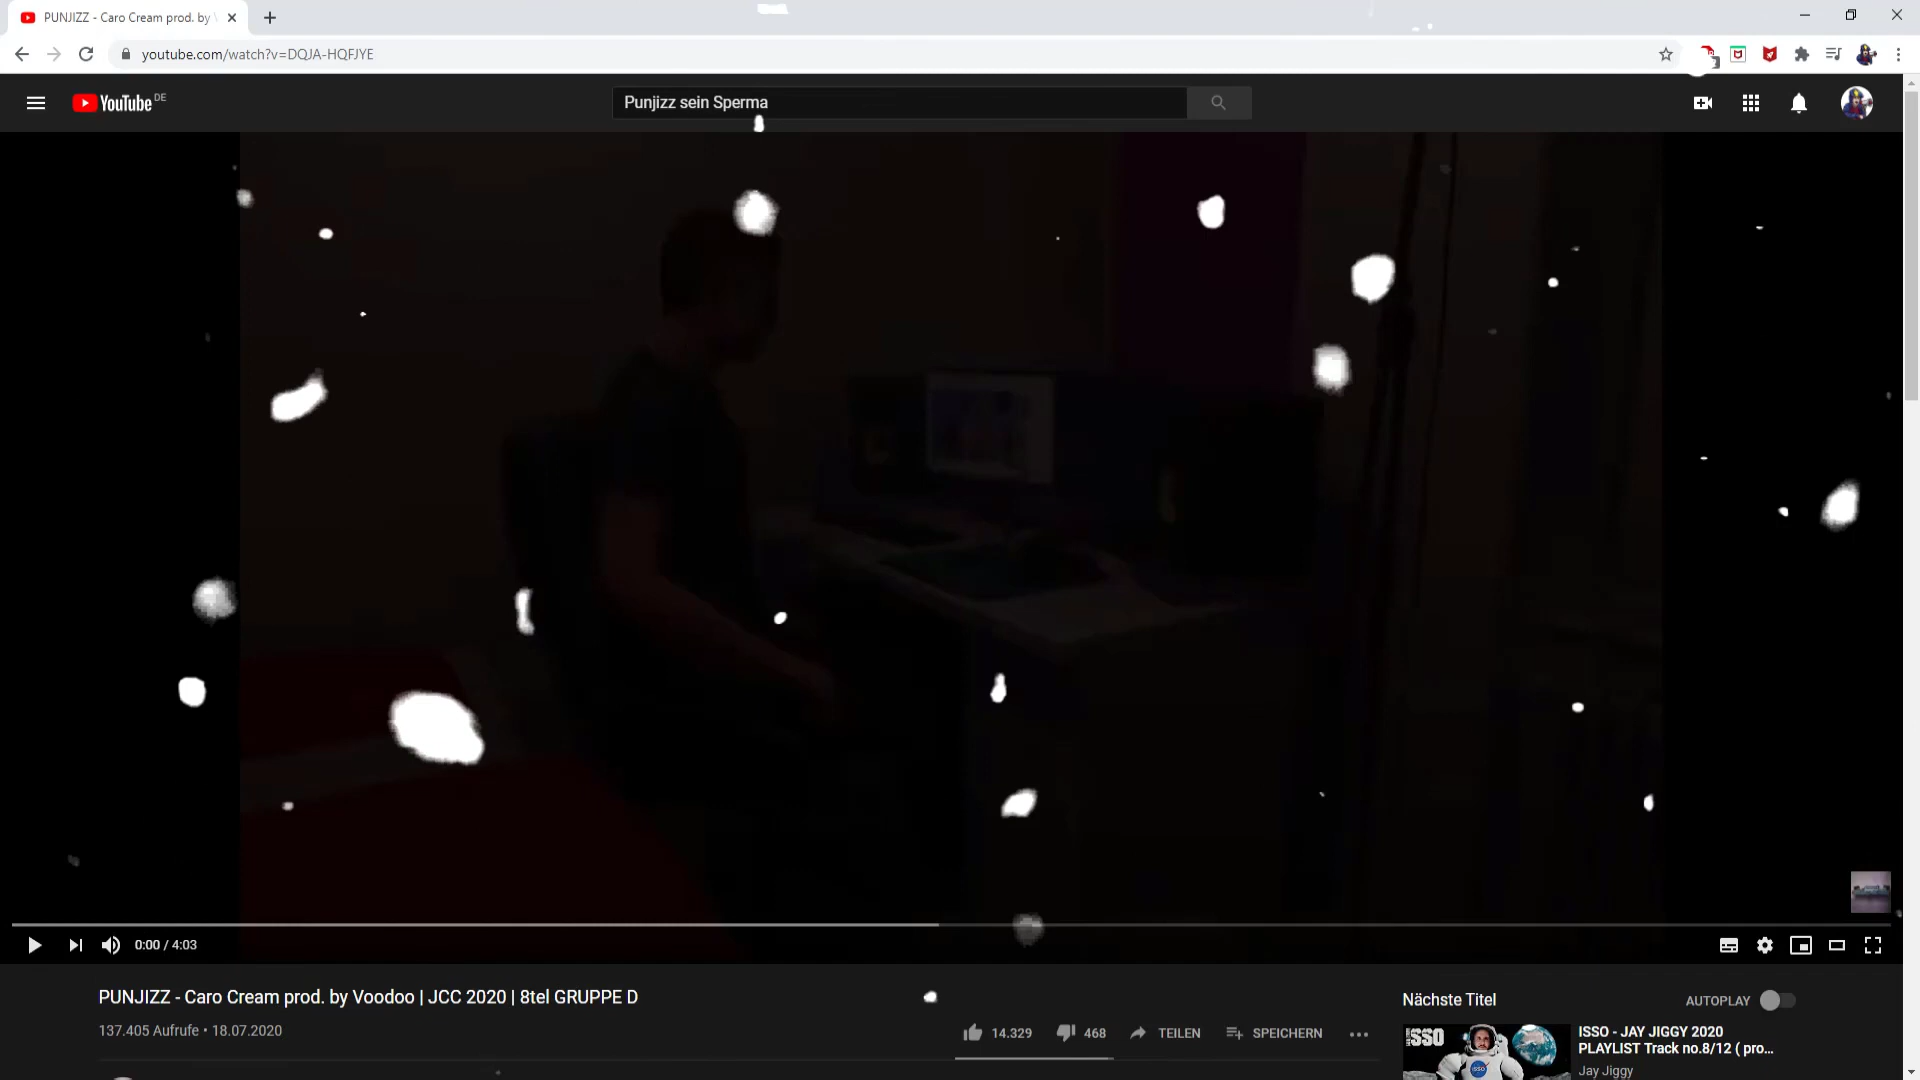 PUNJIZZ - Caro Cream prod. by V
youtube.com/watch?v=DQJA-HQFJYE
YouTube DE
Punjizz sein Sperma
0:00 / 4:03
PUNJIZZ - Caro Cream prod. by Voodoo | JCC 2020 | 8tel GRUPPE D
137.405 Aufrufe • 18.07.2020
14.329
468
TEILEN
SPEICHERN
Nächste Titel
AUTOPLAY
ISSO
ISSO - JAY JIGGY 2020
PLAYLIST Track no.8/12 ( pro...
Jay Jiggy